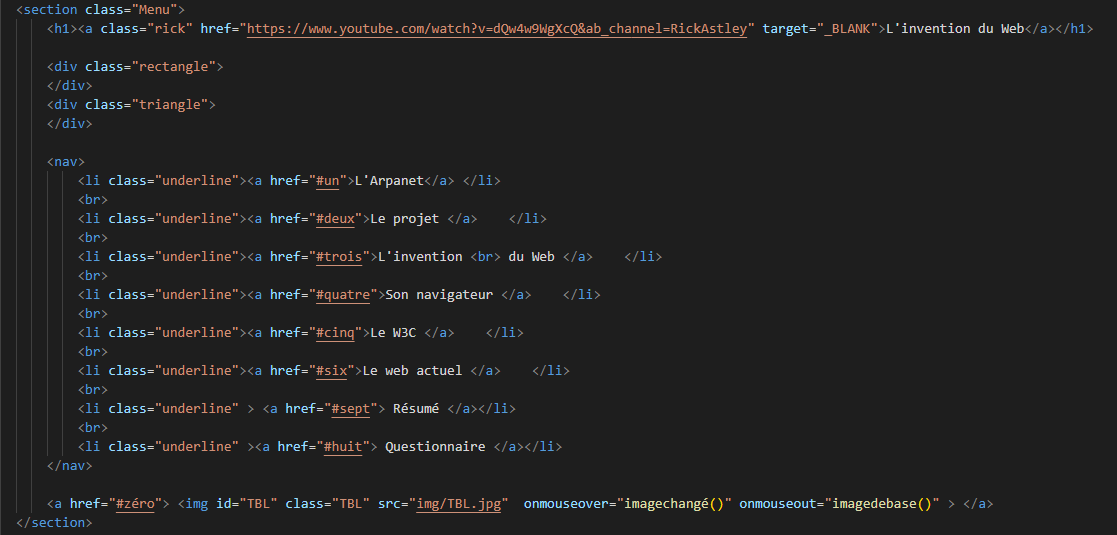 <section class="Menu">
<h1><a class="rick" href="https://www.youtube.com/watch?v=dQw4w9WgXcQ&ab_channel=RickAstley" target="_BLANK">L'invention du Web</a></h1>
<div class="rectangle">
</div>
<div class="triangle">
</div>
<nav>
<li class="underline"><a href="#un">L'Arpanet</a> </li>
<br>
<li class="underline"><a href="#deux">Le projet </a>    </li>
<br>
<li class="underline"><a href="#trois">L'invention <br> du Web </a>    </li>
<br>
<li class="underline"><a href="#quatre">Son navigateur </a>    </li>
<br>
<li class="underline"><a href="#cinq">Le W3C </a>    </li>
<br>
<li class="underline"><a href="#six">Le web actuel </a>    </li>
<br>
<li class="underline" > <a href="#sept"> Résumé </a></li>
<br>
<li class="underline" ><a href="#huit"> Questionnaire </a></li>
</nav>
<a href="#zéro"> <img id="TBL" class="TBL" src="img/TBL.jpg"  onmouseover="imagechangé()" onmouseout="imagedebase()" > </a>
</section>